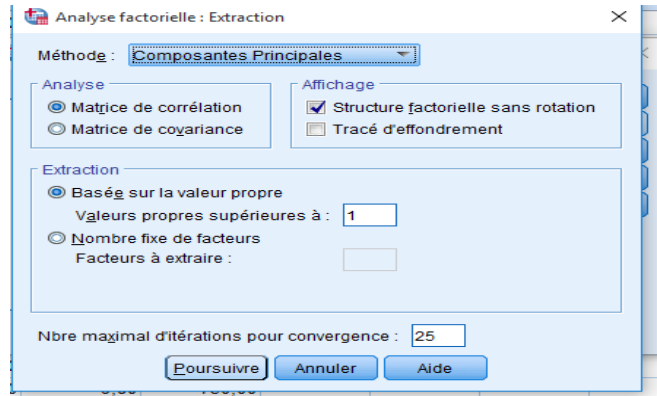 Analyse factorielle : Extraction
Méthode : Composantes Principales
Analyse
Matrice de corrélation
Matrice de covariance
Affichage
Structure factorielle sans rotation
Tracé d'effondrement
Extraction
Basée sur la valeur propre
Valeurs propres supérieures à : 1
Nombre fixe de facteurs
Facteurs à extraire :
Nbre maximal d'itérations pour convergence : 25
Poursuivre Annuler Aide